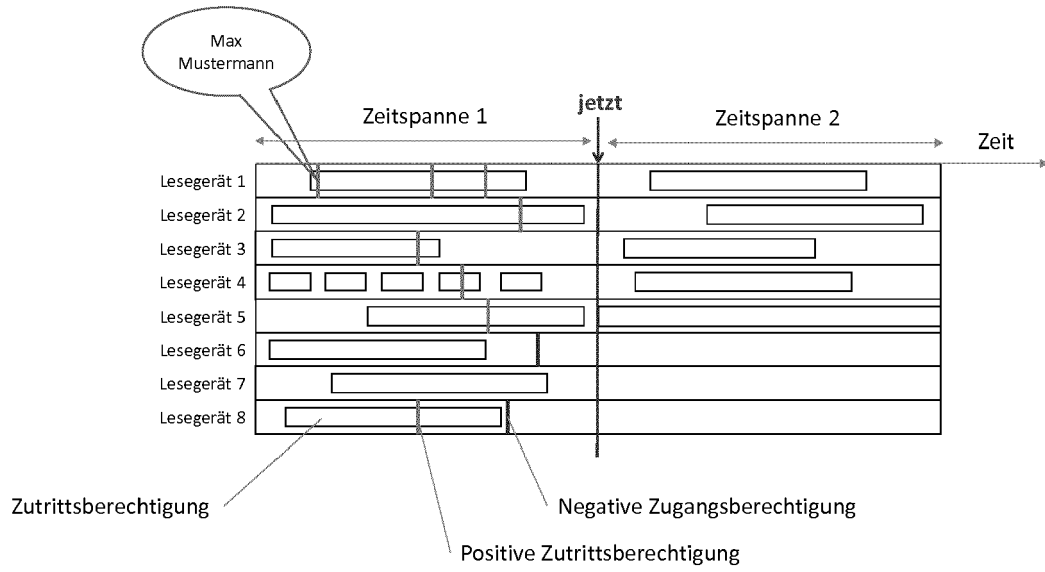 Max
Mustermann
jetzt
Zeitspanne 1
Zeitspanne 2
Zeit
Lesegerät 1
Lesegerät 2
Lesegerät 3
Lesegerät 4
Lesegerät 5
Lesegerät 6
Lesegerät 7
Lesegerät 8
Zutrittsberechtigung
Negative Zugangsberechtigung
Positive Zutrittsberechtigung